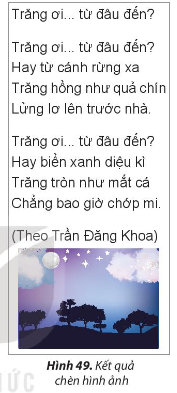 Trăng ơi... từ đâu đến?
Trăng ơi... từ đâu đến?
Hay từ cánh rừng xa
Trăng hồng như quả chín
Lửng lơ lên trước nhà.
Trăng ơi... từ đâu đến?
Hay biển xanh diệu kì
Trăng tròn như mắt cá
Chẳng bao giờ chớp mi.
(Theo Trần Đăng Khoa)
Hình 49. Kết quả
chèn hình ảnh